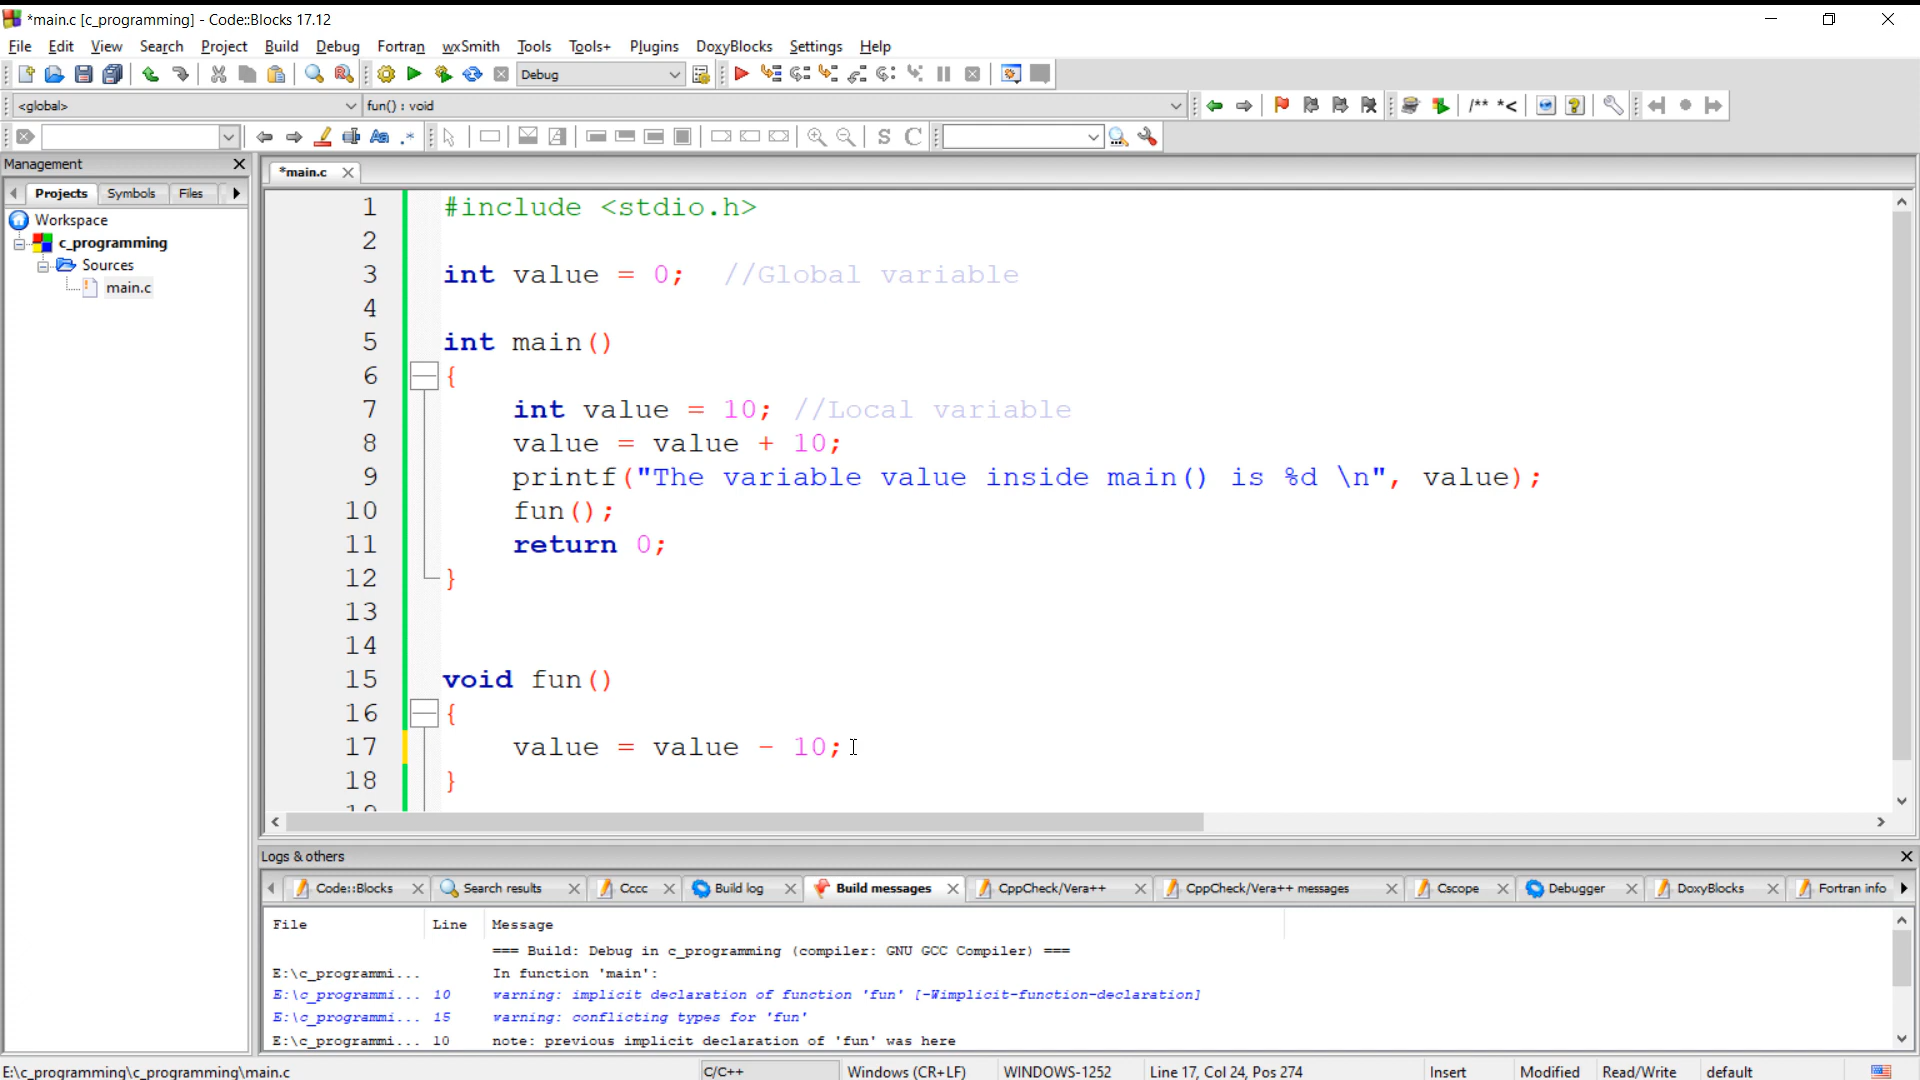 *main.c [c_programming] - Code::Blocks 17.12
File Edit View Search Project Build Debug Fortran wxSmith Tools Tools+ Plugins DoxyBlocks Settings Help
Debug
<global> fun() : void /** *<
Aa .* S C
Management
*main.c
Projects Symbols Files
Workspace
c_programming
Sources
main.c
1 #include <stdio.h>
2
3 int value = 0; //Global variable
4
5 int main()
6 {
7 int value = 10; //Local variable
8 value = value + 10;
9 printf("The variable value inside main() is %d \n", value);
10 fun();
11 return 0;
12 }
13
14
15 void fun()
16 {
17 value = value - 10;
18 }
19
Logs & others
Code::Blocks Search results Cccc Build log Build messages CppCheck/Vera++ CppCheck/Vera++ messages Cscope Debugger DoxyBlocks Fortran info
File Line Message
=== Build: Debug in c_programming (compiler: GNU GCC Compiler) ===
E:\c_programmi... In function 'main':
E:\c_programmi... 10 warning: implicit declaration of function 'fun' [-Wimplicit-function-declaration]
E:\c_programmi... 15 warning: conflicting types for 'fun'
E:\c_programmi... 10 note: previous implicit declaration of 'fun' was here
E:\c_programming\c_programming\main.c C/C++ Windows (CR+LF) WINDOWS-1252 Line 17, Col 24, Pos 274 Insert Modified Read/Write default